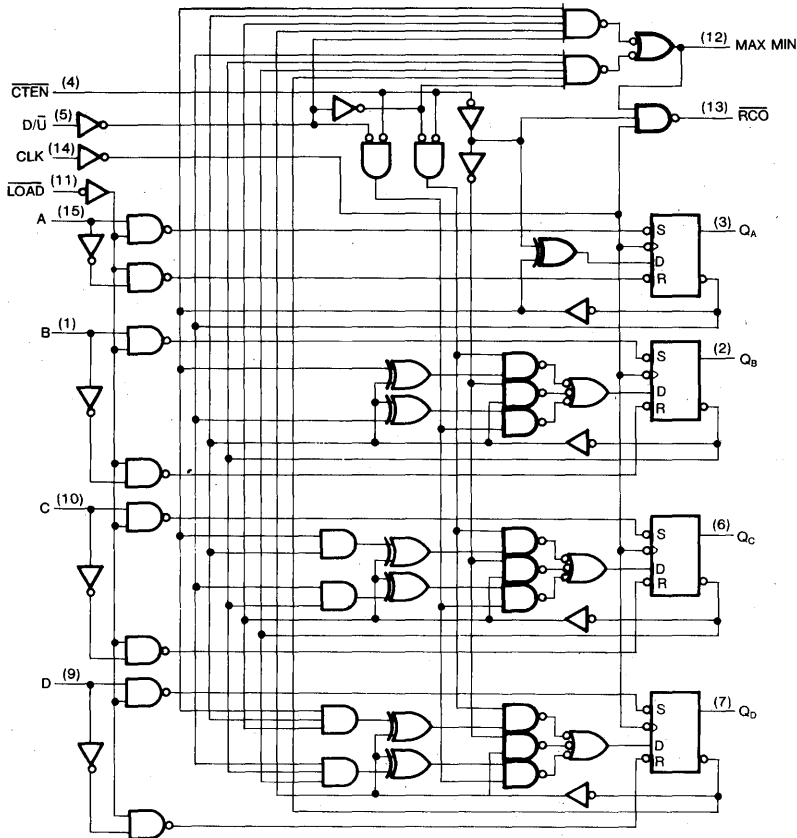 (12) MAX MIN
CTEN (4)
D/Ū (5)
(13) RCO
CLK (14)
LOAD (11)
A (15)
S (3) QA
D
R
B (1)
S (2) QB
D
R
C (10)
S (6) QC
D
R
D (9)
S (7) QD
D
R